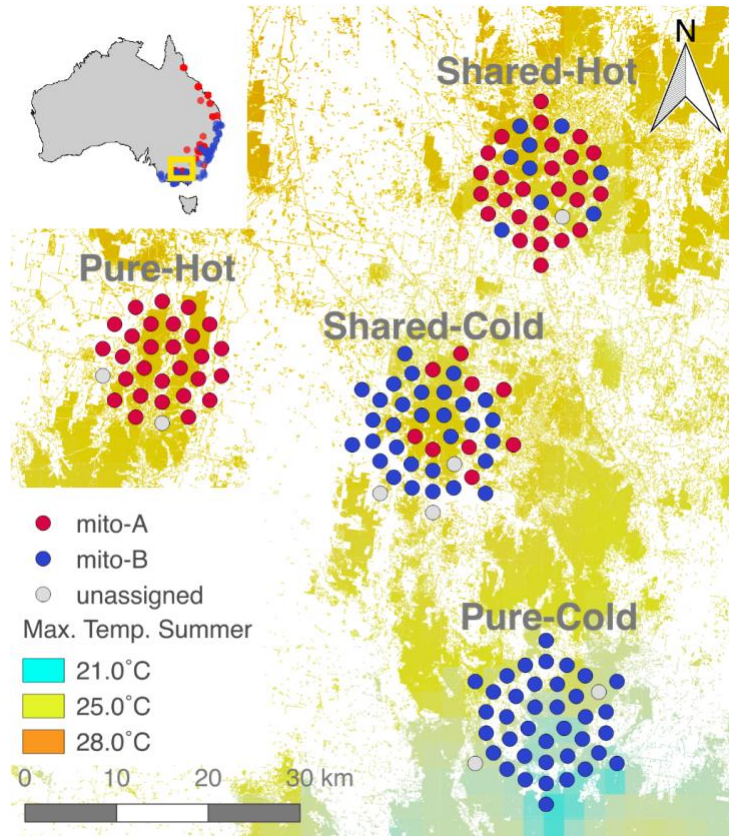 N
Shared-Hot
Pure-Hot
Shared-Cold
mito-A
mito-B
unassigned
Pure-Cold
Max. Temp. Summer
21.0°C
25.0°C
28.0°C
0 10 20 30 km